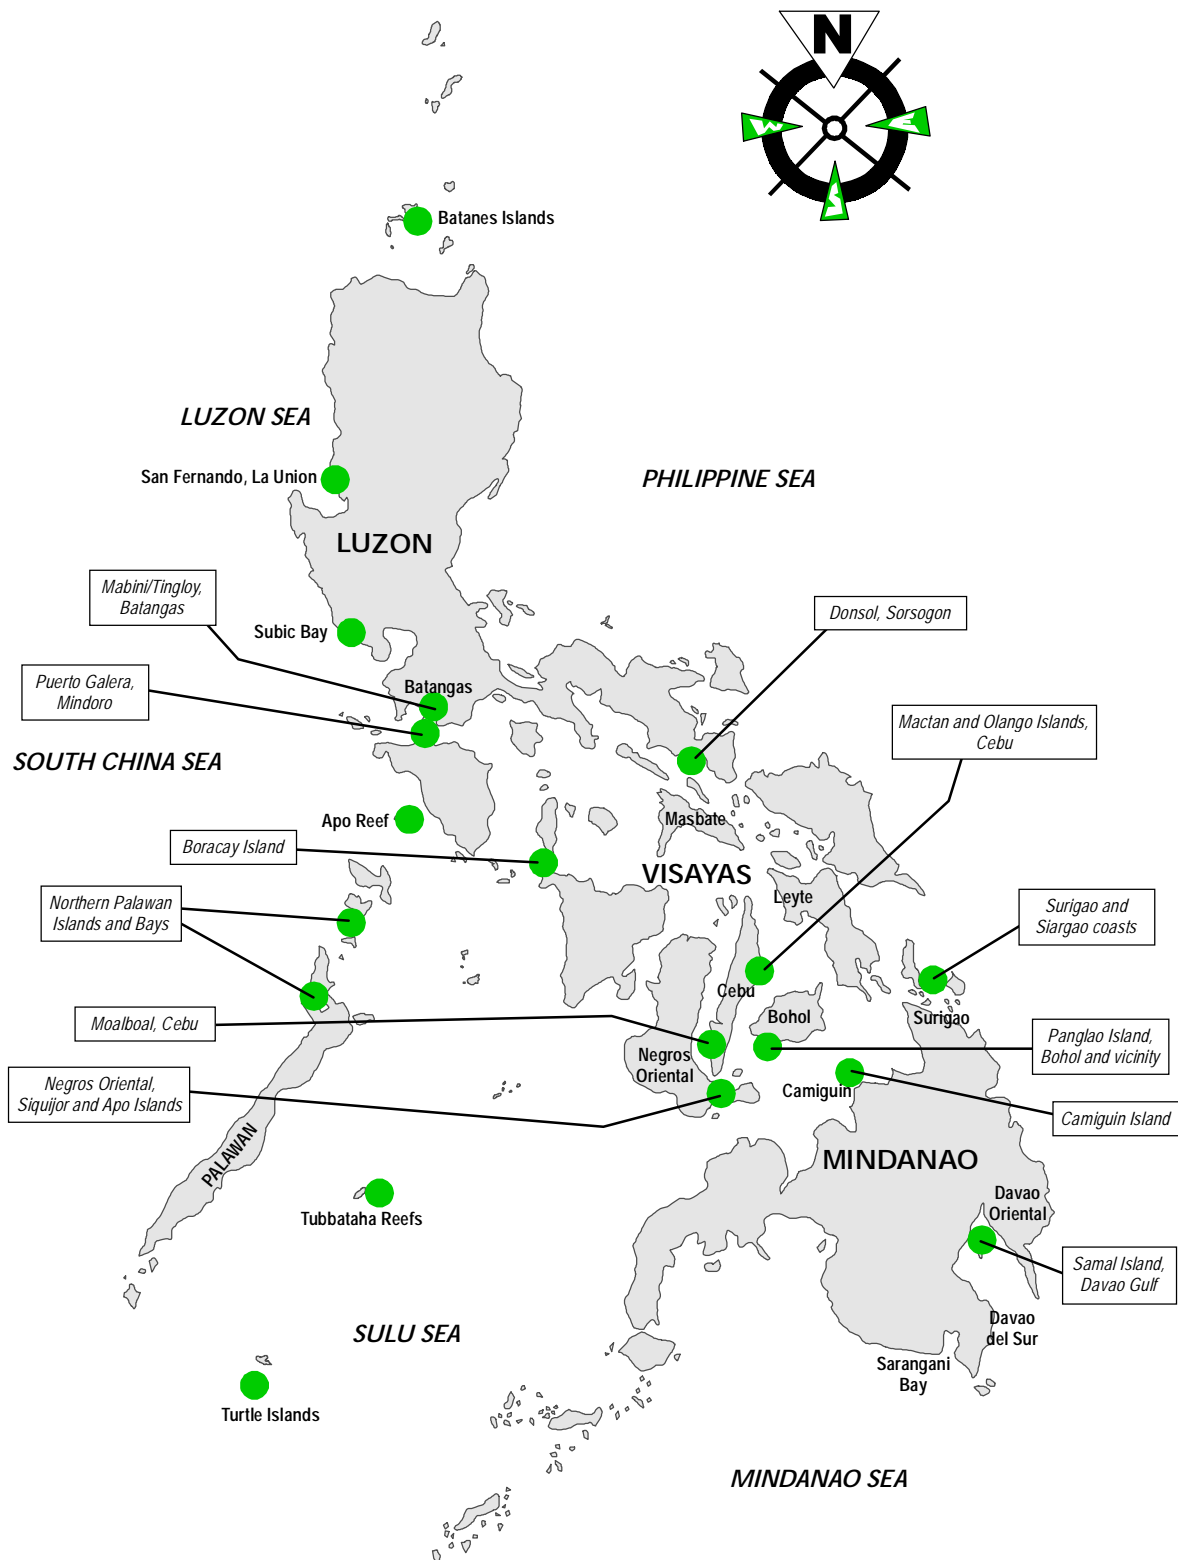 N
W
E
S
Batanes Islands
LUZON SEA
San Fernando, La Union
PHILIPPINE SEA
LUZON
Mabini/Tingloy,
Batangas
Donsol, Sorsogon
Subic Bay
Puerto Galera,
Mindoro
Batangas
Mactan and Olango Islands,
Cebu
SOUTH CHINA SEA
Apo Reef
Masbate
Boracay Island
VISAYAS
Leyte
Northern Palawan
Islands and Bays
Surigao and
Siargao coasts
Cebu
Bohol
Surigao
Moalboal, Cebu
Panglao Island,
Bohol and vicinity
Negros
Oriental
Negros Oriental,
Siquijor and Apo Islands
Camiguin
Camiguin Island
PALAWAN
MINDANAO
Tubbataha Reefs
Davao
Oriental
Samal Island,
Davao Gulf
SULU SEA
Davao
del Sur
Sarangani
Bay
Turtle Islands
MINDANAO SEA